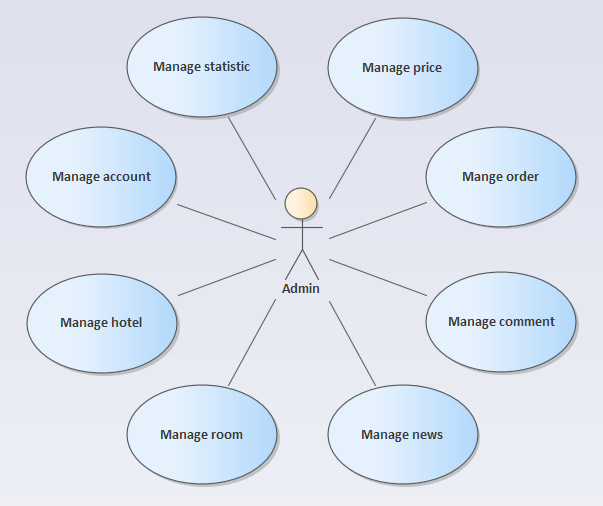 Manage statistic
Manage price
Manage account
Mange order
Admin
Manage hotel
Manage comment
Manage room
Manage news